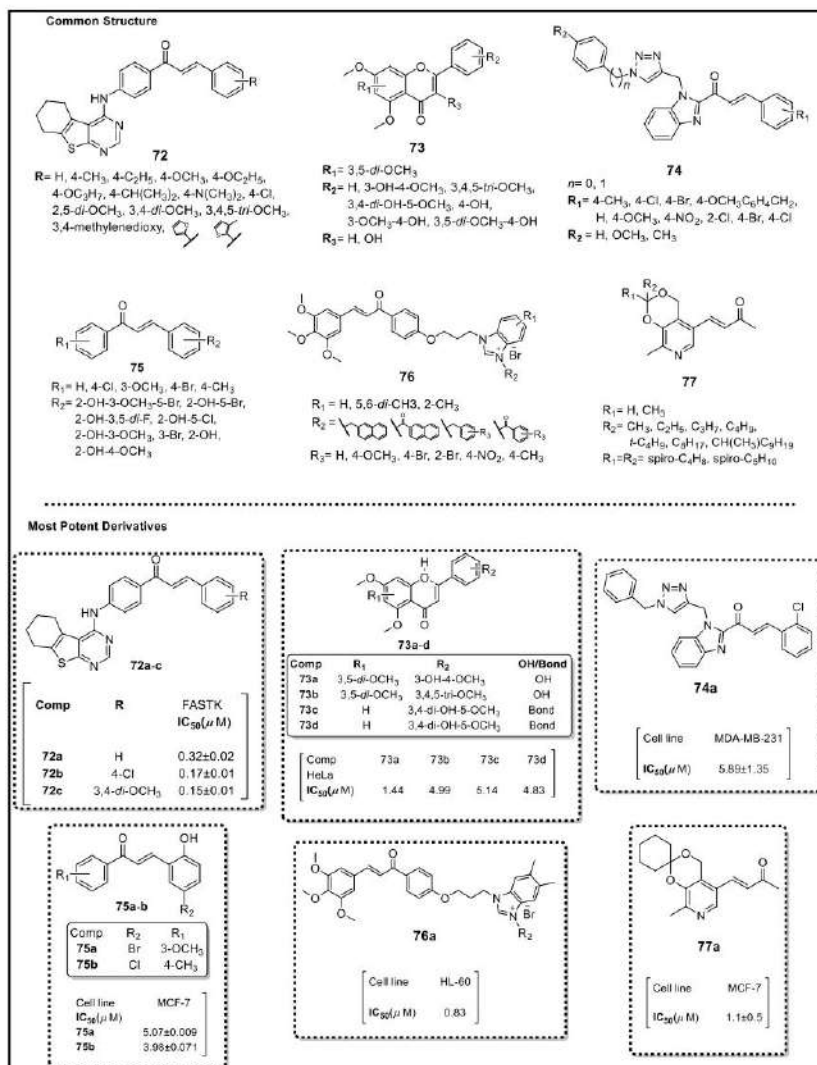 Common Structure
72
R= H, 4-CH3, 4-C2H5, 4-OCH3, 4-OC2H5,
4-OC3H7, 4-CH(CH3)2, 4-N(CH3)2, 4-Cl,
2,5-di-OCH3, 3,4-di-OCH3, 3,4,5-tri-OCH3,
3,4-methylenedioxy,
73
R1= 3,5-di-OCH3
R2= H, 3-OH-4-OCH3, 3,4,5-tri-OCH3,
3,4-di-OH-5-OCH3, 4-OH,
3-OCH3-4-OH, 3,5-di-OCH3-4-OH
R3= H, OH
74
n= 0, 1
R1= 4-CH3, 4-Cl, 4-Br, 4-OCH3C6H4CH2,
H, 4-OCH3, 4-NO2, 2-Cl, 4-Br, 4-Cl
R2= H, OCH3, CH3
75
R1= H, 4-Cl, 3-OCH3, 4-Br, 4-CH3
R2= 2-OH-3-OCH3-5-Br, 2-OH-5-Br,
2-OH-3,5-di-F, 2-OH-5-Cl,
2-OH-3-OCH3, 3-Br, 2-OH,
2-OH-4-OCH3
76
R1 = H, 5,6-di-CH3, 2-CH3
R2 =
R3= H, 4-OCH3, 4-Br, 2-Br, 4-NO2, 4-CH3
77
R1= H, CH3
R2= CH3, C2H5, C3H7, C4H9,
t-C4H9, C8H17, CH(CH3)C9H19
R1=R2= spiro-C4H8, spiro-C5H10
Most Potent Derivatives
72a-c
Comp R FASTK
IC50(μM)
72a H 0.32±0.02
72b 4-Cl 0.17±0.01
72c 3,4-di-OCH3 0.15±0.01
73a-d
Comp R1 R2 OH/Bond
73a 3,5-di-OCH3 3-OH-4-OCH3 OH
73b 3,5-di-OCH3 3,4,5-tri-OCH3 OH
73c H 3,4-di-OH-5-OCH3 Bond
73d H 3,4-di-OH-5-OCH3 Bond
Comp 73a 73b 73c 73d
HeLa
IC50(μM) 1.44 4.99 5.14 4.83
74a
Cell line MDA-MB-231
IC50(μM) 5.89±1.35
75a-b
Comp R2 R1
75a Br 3-OCH3
75b Cl 4-CH3
Cell line MCF-7
IC50(μM)
75a 5.07±0.009
75b 3.98±0.071
76a
Cell line HL-60
IC50(μM) 0.83
77a
Cell line MCF-7
IC50(μM) 1.1±0.5